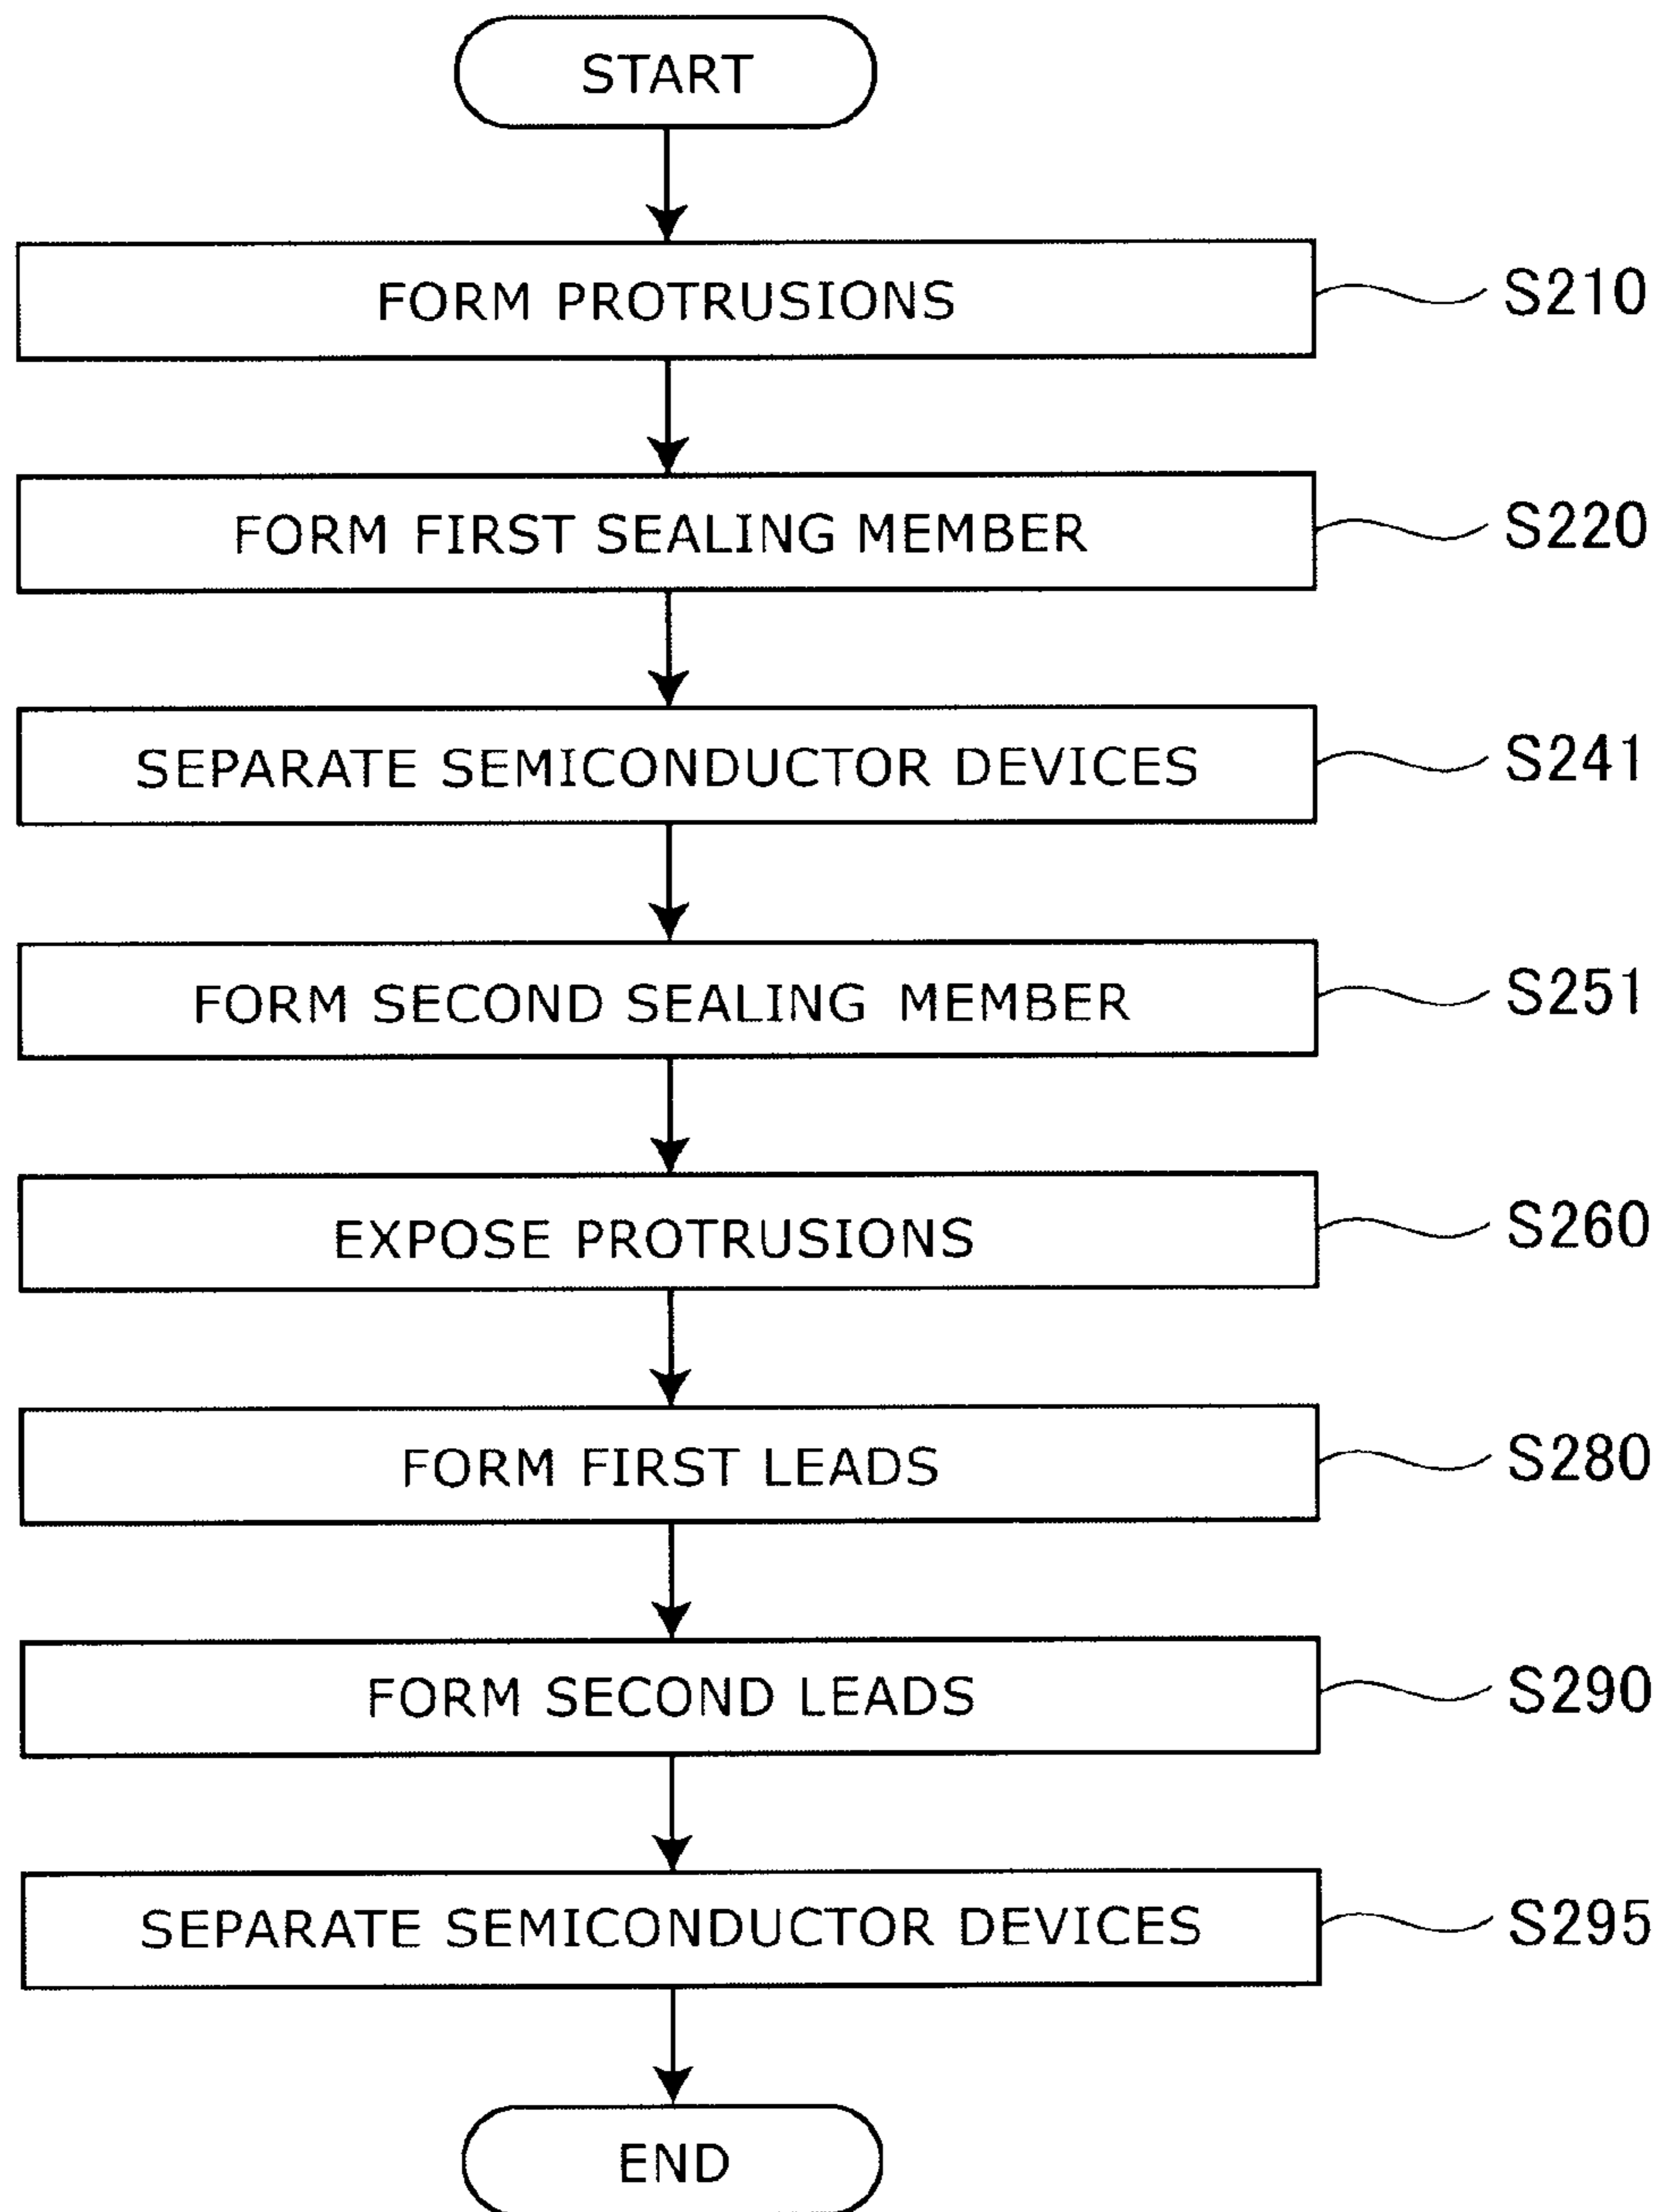 START
FORM PROTRUSIONS S210
FORM FIRST SEALING MEMBER S220
SEPARATE SEMICONDUCTOR DEVICES S241
FORM SECOND SEALING MEMBER S251
EXPOSE PROTRUSIONS S260
FORM FIRST LEADS S280
FORM SECOND LEADS S290
SEPARATE SEMICONDUCTOR DEVICES S295
END